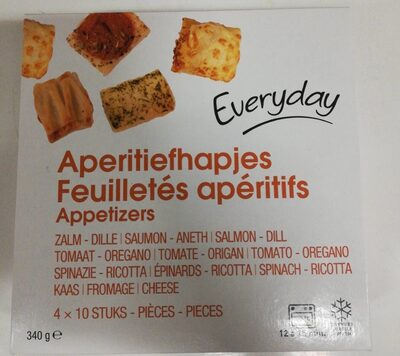 Everyday
Aperitiefhapjes
Feuilletés apéritifs
Appetizers
ZALM - DILLE | SAUMON - ANETH | SALMON - DILL
TOMAAT - OREGANO | TOMATE - ORIGAN | TOMATO - OREGANO
SPINAZIE - RICOTTA | ÉPINARDS - RICOTTA | SPINACH - RICOTTA
KAAS | FROMAGE | CHEESE
4 × 10 STUKS - PIÈCES - PIECES
340 g e
12